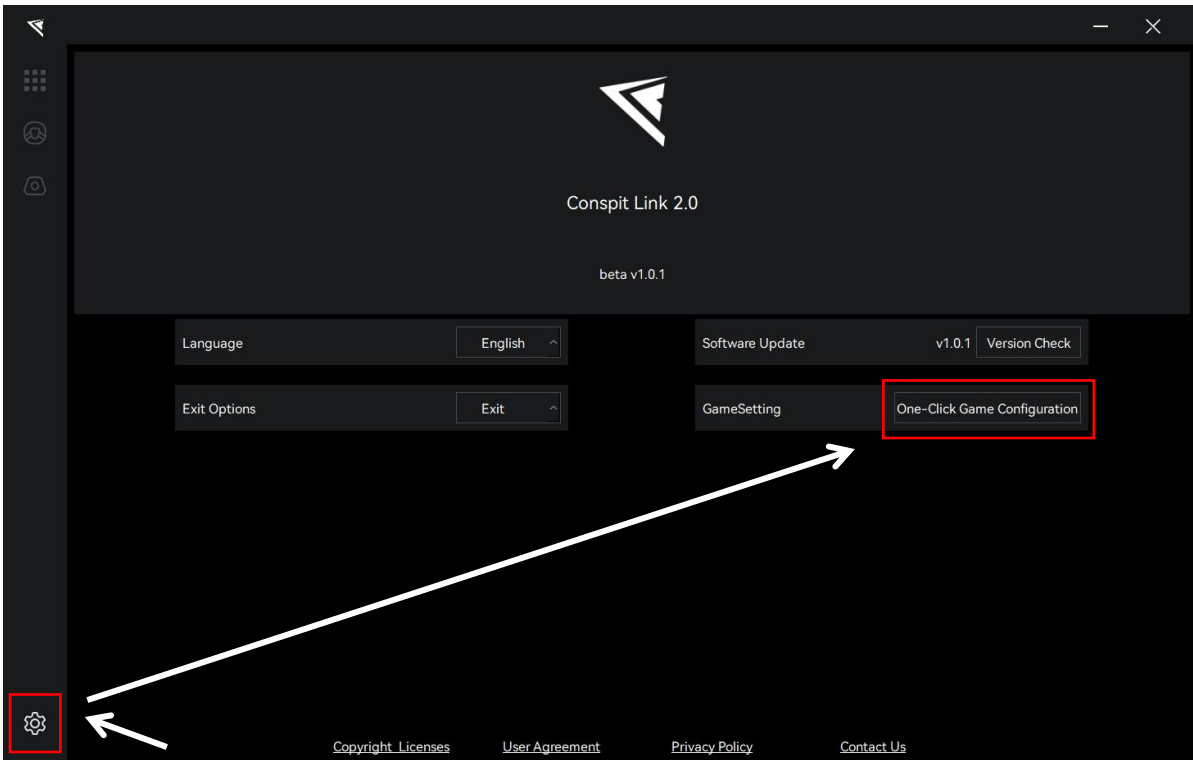 Conspit Link 2.0
beta v1.0.1
Language English
Software Update v1.0.1 Version Check
Exit Options Exit
GameSetting One-Click Game Configuration
Copyright Licenses User Agreement Privacy Policy Contact Us